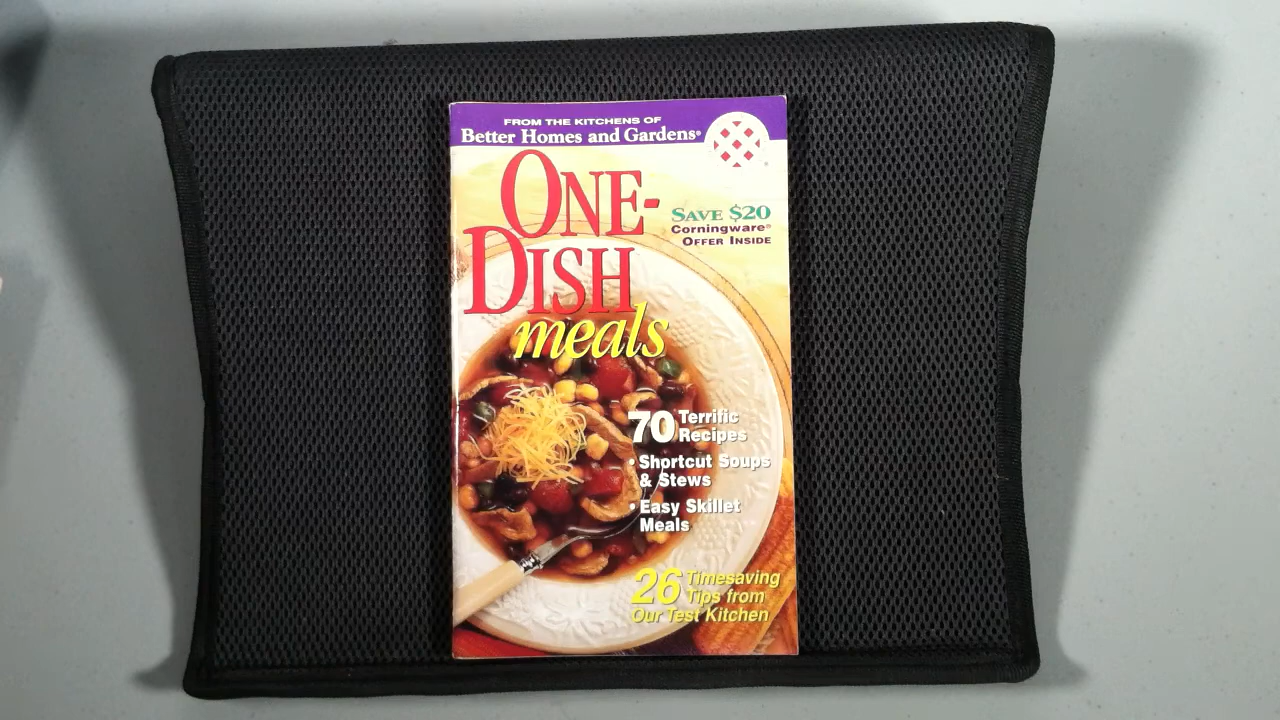 FROM THE KITCHENS OF
Better Homes and Gardens®
ONE-
DISH
meals
SAVE $20
Corningware®
OFFER INSIDE
70 Terrific
Recipes
• Shortcut Soups
& Stews
• Easy Skillet
Meals
26 Timesaving
Tips from
Our Test Kitchen